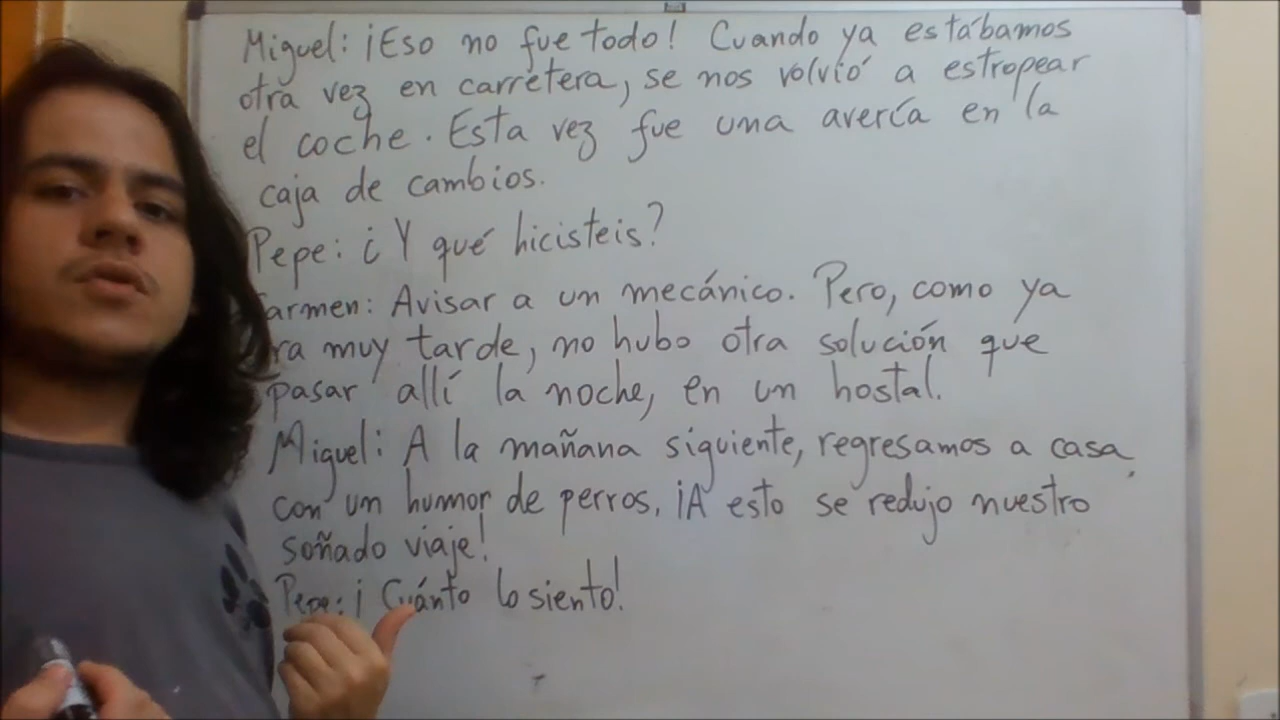 Miguel: ¡Eso no fue todo! Cuando ya estábamos
otra vez en carretera, se nos volvió a estropear
el coche. Esta vez fue una avería en la
caja de cambios.
Pepe: ¿Y qué hicisteis?
armen: Avisar a un mecánico. Pero, como ya
ra muy tarde, no hubo otra solución que
pasar allí la noche, en un hostal.
Miguel: A la mañana siguiente, regresamos a casa
con un humor de perros. ¡A esto se redujo nuestro
soñado viaje!
Pepe: ¡Cuánto lo siento!